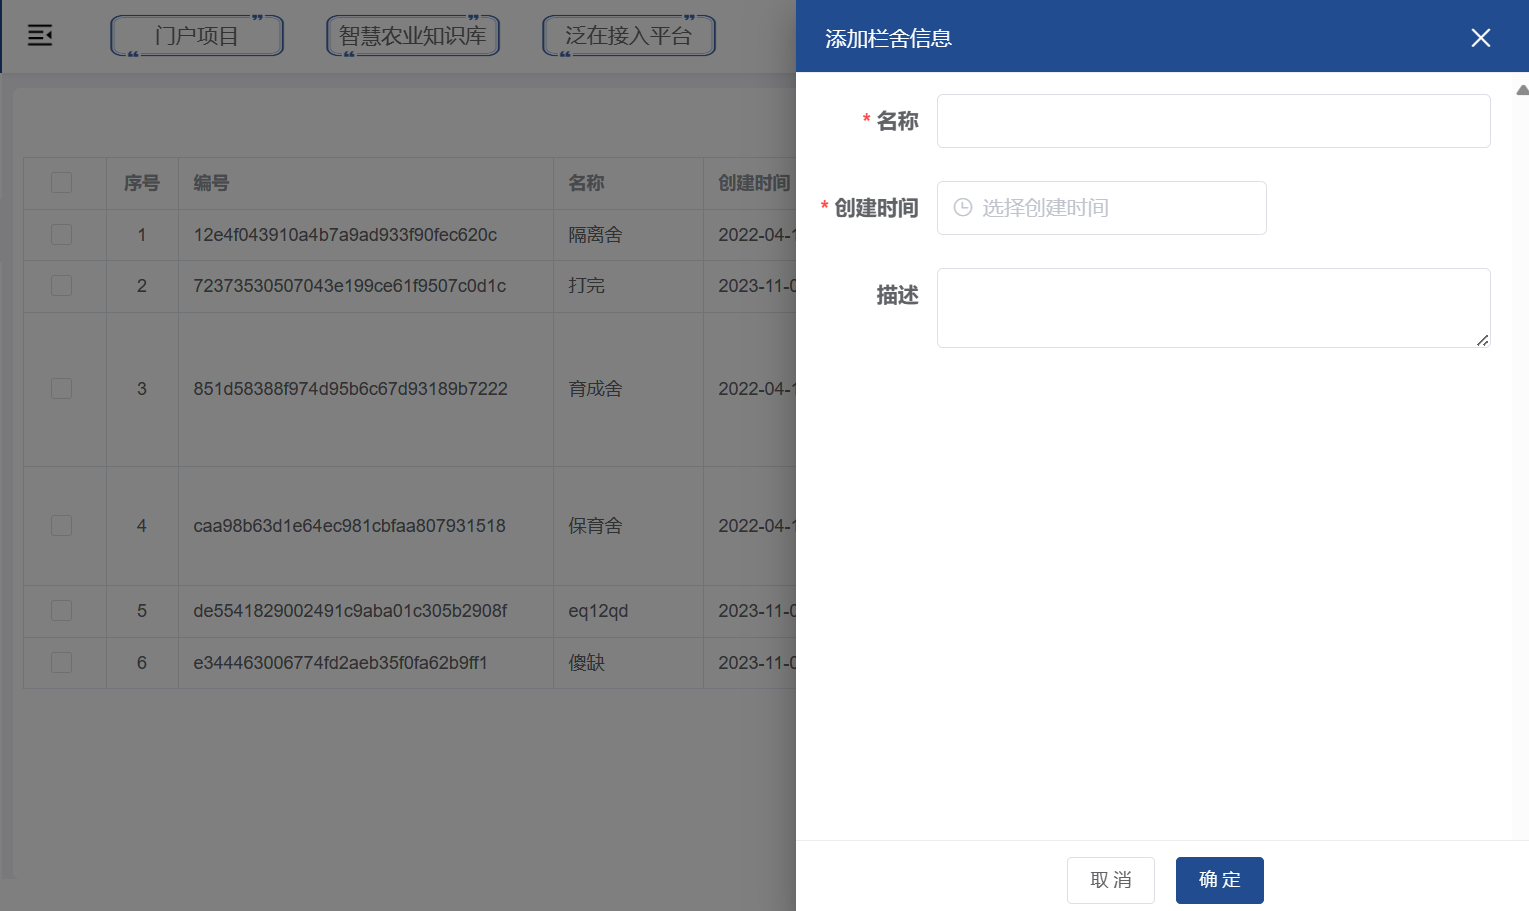 门户项目 智慧农业知识库 泛在接入平台
添加栏舍信息
* 名称
* 创建时间 选择创建时间
描述
序号 编号 名称 创建时间
1 12e4f043910a4b7a9ad933f90fec620c 隔离舍 2022-04-1
2 72373530507043e199ce61f9507c0d1c 打完 2023-11-0
3 851d58388f974d95b6c67d93189b7222 育成舍 2022-04-1
4 caa98b63d1e64ec981cbfaa807931518 保育舍 2022-04-1
5 de5541829002491c9aba01c305b2908f eq12qd 2023-11-0
6 e344463006774fd2aeb35f0fa62b9ff1 傻缺 2023-11-0
取消 确定